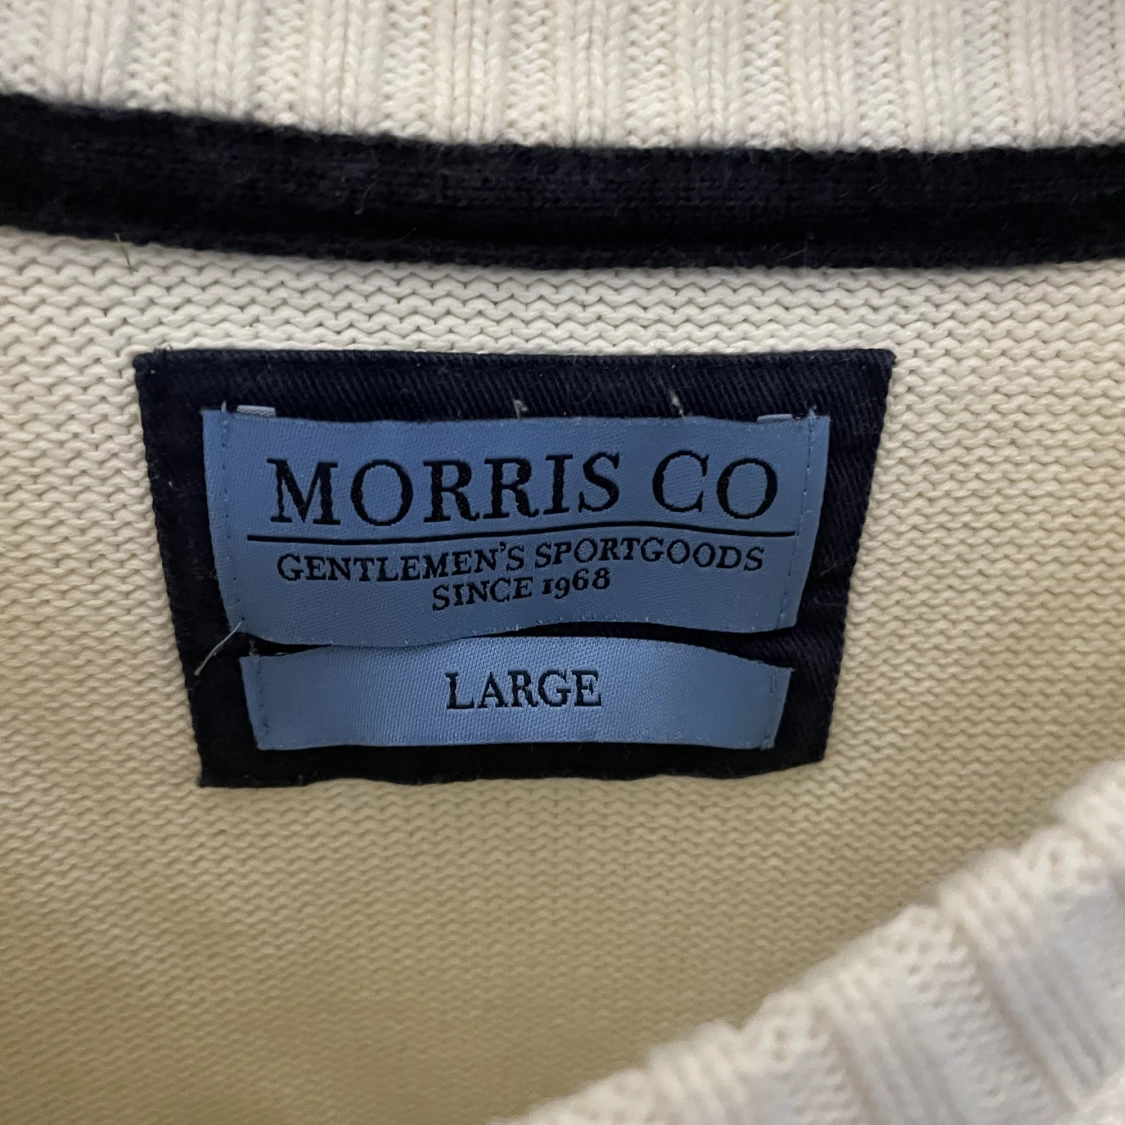 MORRIS CO
GENTLEMEN'S SPORTGOODS
SINCE 1968
LARGE